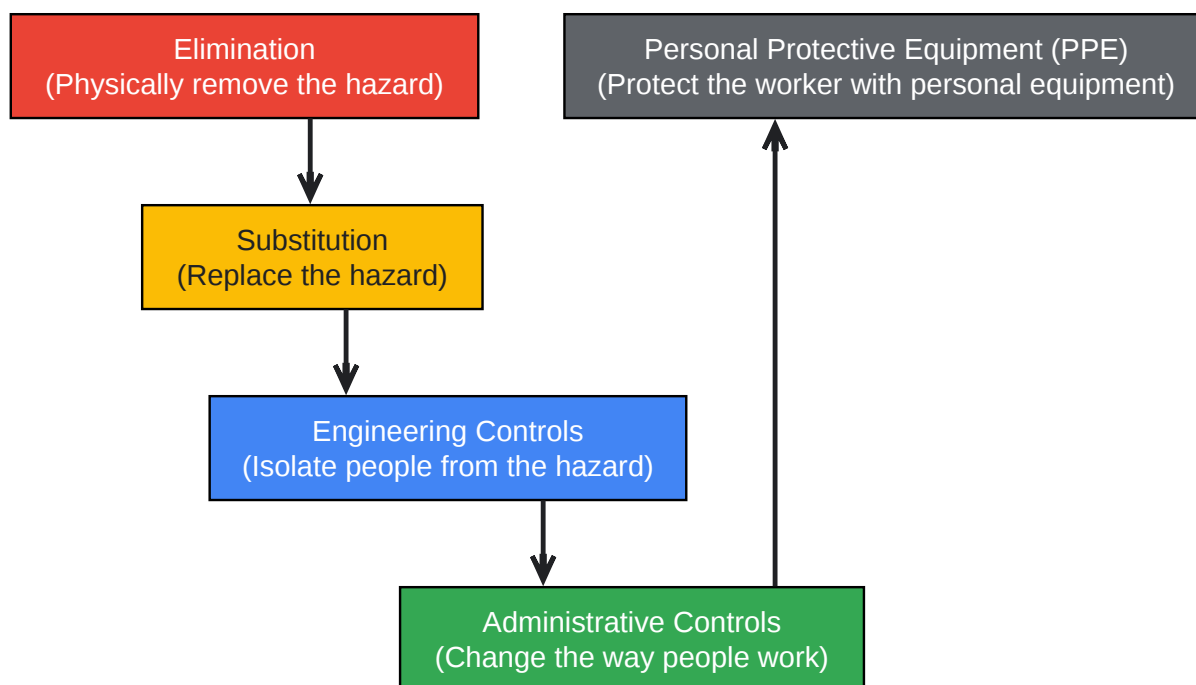 Elimination
(Physically remove the hazard)
Personal Protective Equipment (PPE)
(Protect the worker with personal equipment)
Substitution
(Replace the hazard)
Engineering Controls
(Isolate people from the hazard)
Administrative Controls
(Change the way people work)